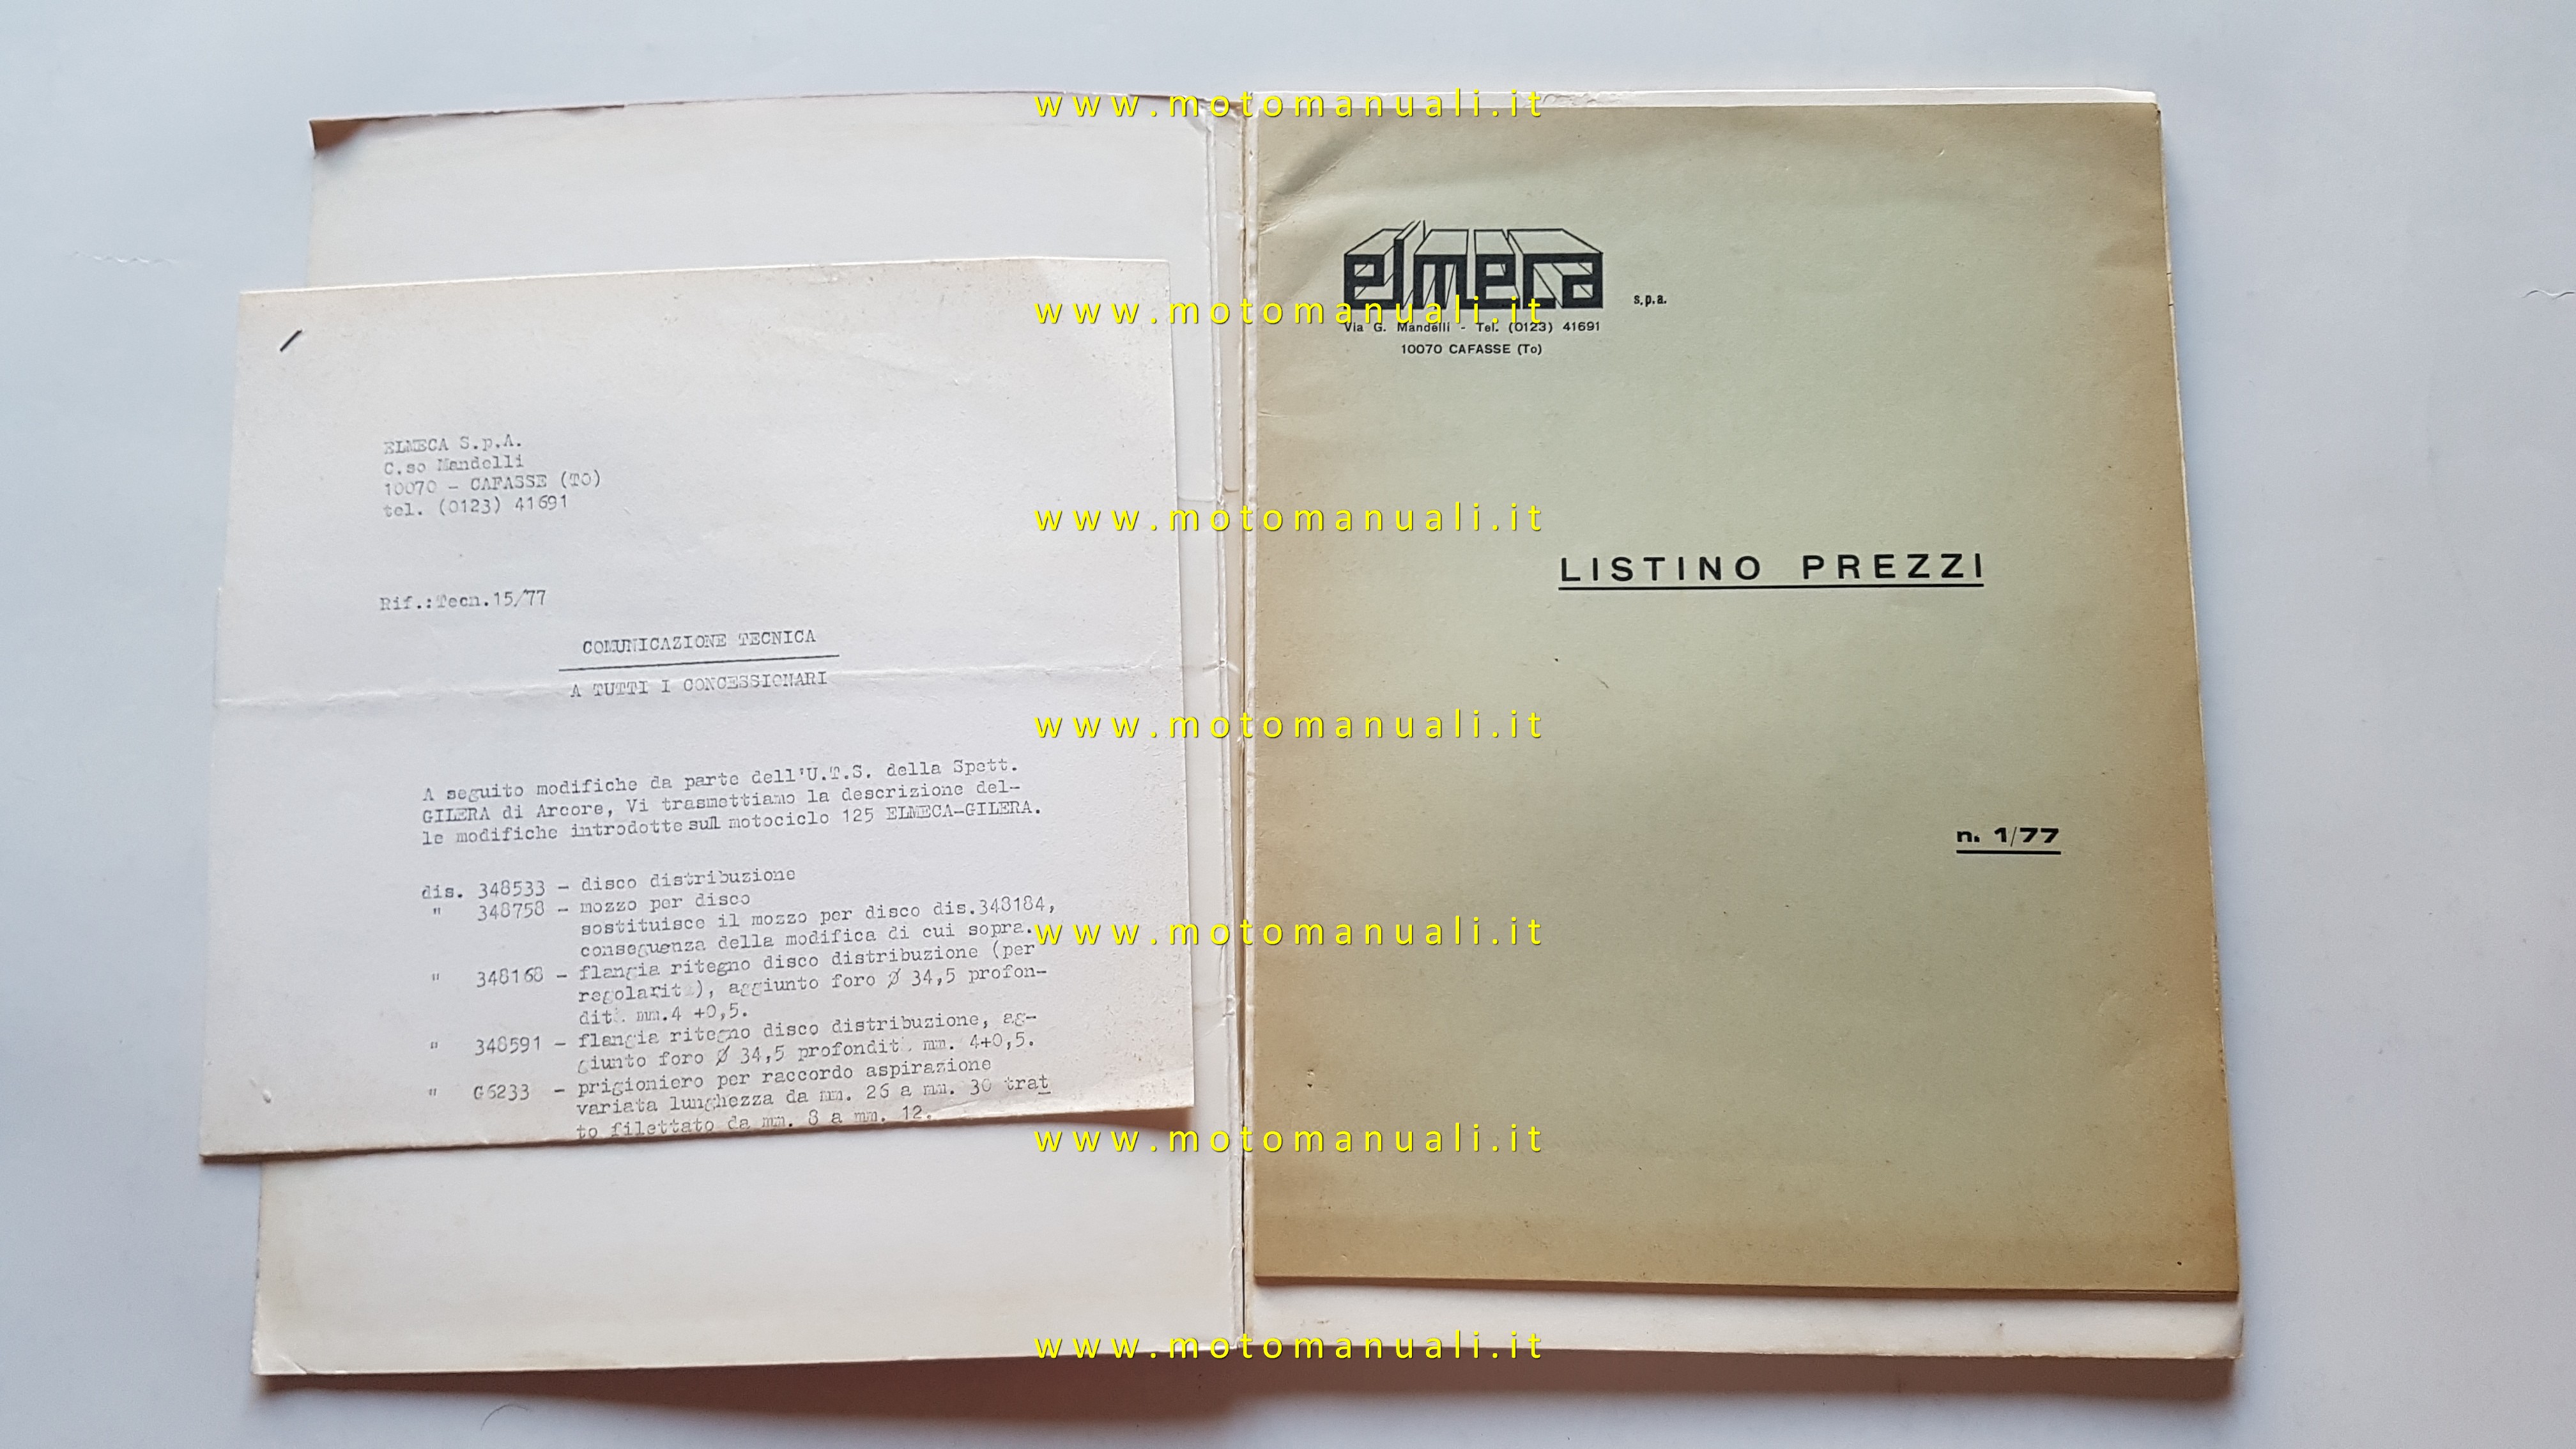 ELMECA S.p.A.
C.so Mandelli
10070 - CAFASSE (TO)
tel. (0123) 41691
Rif.:Tecn.15/77
COMUNICAZIONE TECNICA
A TUTTI I CONCESSIONARI
A seguito modifiche da parte dell'U.T.S. della Spett.
GILERA di Arcore, Vi trasmettiamo la descrizione del-
le modifiche introdotte sull motociclo 125 ELMECA-GILERA.
dis. 348533 - disco distribuzione
" 348758 - mozzo per disco
sostituisce il mozzo per disco dis.348184,
conseguenza della modifica di cui sopra.
" 348168 - flangia ritegno disco distribuzione (per
regolarità), aggiunto foro Ø 34,5 profon-
dità mm.4 +0,5.
" 348591 - flangia ritegno disco distribuzione, ag-
giunto foro Ø 34,5 profondità mm. 4+0,5.
" G6233 - prigioniero per raccordo aspirazione
variata lunghezza da mm. 26 a mm. 30 trat
to filettato da mm. 8 a mm. 12.
elmeca s.p.a.
Via G. Mandelli - Tel. (0123) 41691
10070 CAFASSE (To)
LISTINO PREZZI
n. 1/77
www.motomanuali.it
www.motomanuali.it
www.motomanuali.it
www.motomanuali.it
www.motomanuali.it
www.motomanuali.it
www.motomanuali.it